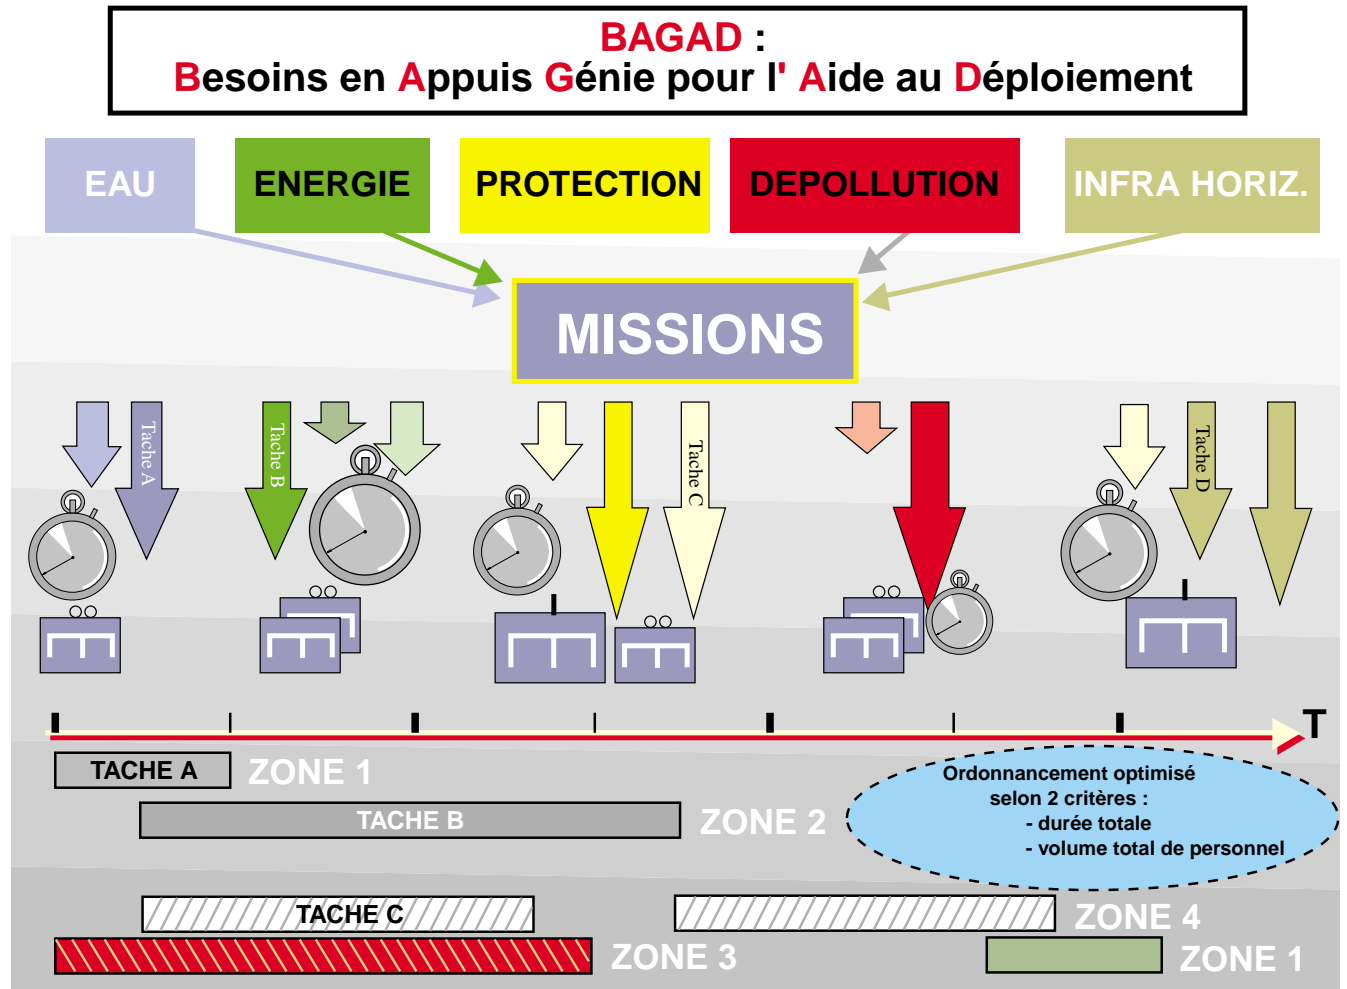 BAGAD :
Besoins en Appuis Génie pour l' Aide au Déploiement
EAU
ENERGIE
PROTECTION
DEPOLLUTION
INFRA HORIZ.
MISSIONS
Tache A
Tache B
Tache C
Tache D
T
TACHE A
ZONE 1
TACHE B
ZONE 2
Ordonnancement optimisé
selon 2 critères :
- durée totale
- volume total de personnel
TACHE C
ZONE 4
ZONE 3
ZONE 1